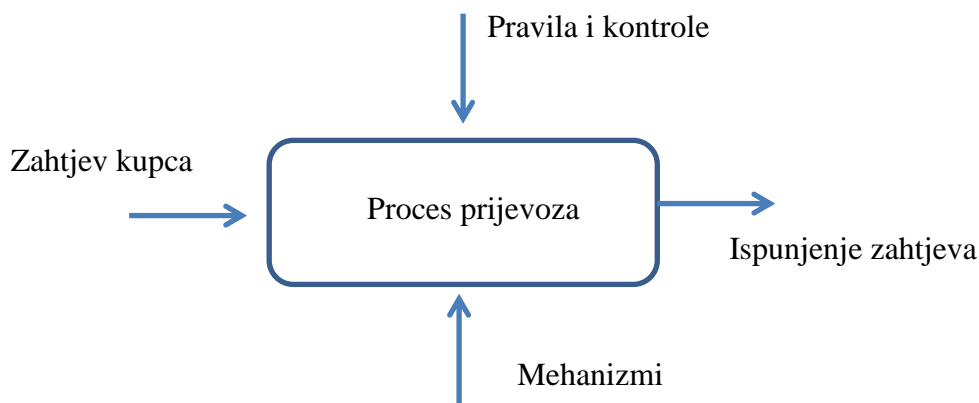 Pravila i kontrole
Zahtjev kupca
Proces prijevoza
Ispunjenje zahtjeva
Mehanizmi